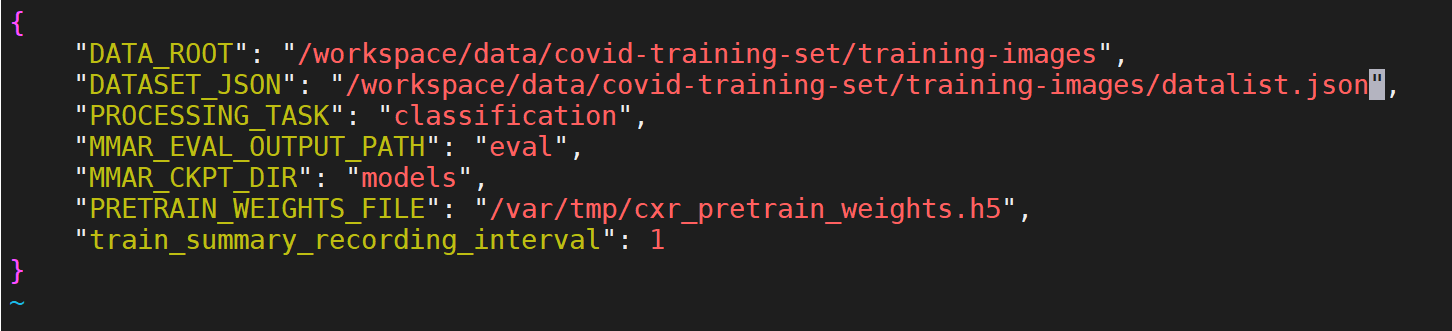 {
    "DATA_ROOT": "/workspace/data/covid-training-set/training-images",
    "DATASET_JSON": "/workspace/data/covid-training-set/training-images/datalist.json",
    "PROCESSING_TASK": "classification",
    "MMAR_EVAL_OUTPUT_PATH": "eval",
    "MMAR_CKPT_DIR": "models",
    "PRETRAIN_WEIGHTS_FILE": "/var/tmp/cxr_pretrain_weights.h5",
    "train_summary_recording_interval": 1
}
~